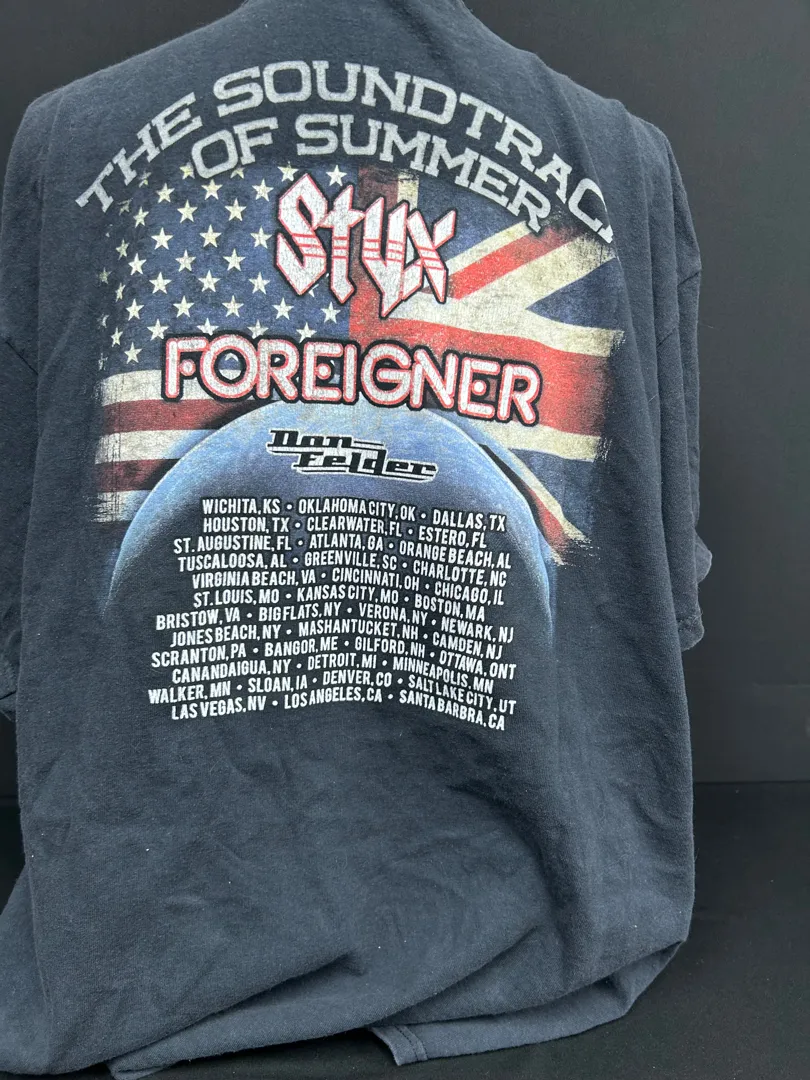 THE SOUNDTRACK
OF SUMMER
Styx
FOREIGNER
Don
Felder
WICHITA, KS • OKLAHOMA CITY, OK • DALLAS, TX
HOUSTON, TX • CLEARWATER, FL • ESTERO, FL
ST. AUGUSTINE, FL • ATLANTA, GA • ORANGE BEACH, AL
TUSCALOOSA, AL • GREENVILLE, SC • CHARLOTTE, NC
VIRGINIA BEACH, VA • CINCINNATI, OH • CHICAGO, IL
ST. LOUIS, MO • KANSAS CITY, MO • BOSTON, MA
BRISTOW, VA • BIG FLATS, NY • VERONA, NY • NEWARK, NJ
JONES BEACH, NY • MASHANTUCKET, NH • CAMDEN, NJ
SCRANTON, PA • BANGOR, ME • GILFORD, NH • OTTAWA, ONT
CANANDAIGUA, NY • DETROIT, MI • MINNEAPOLIS, MN
WALKER, MN • SLOAN, IA • DENVER, CO • SALT LAKE CITY, UT
LAS VEGAS, NV • LOS ANGELES, CA • SANTA BARBRA, CA